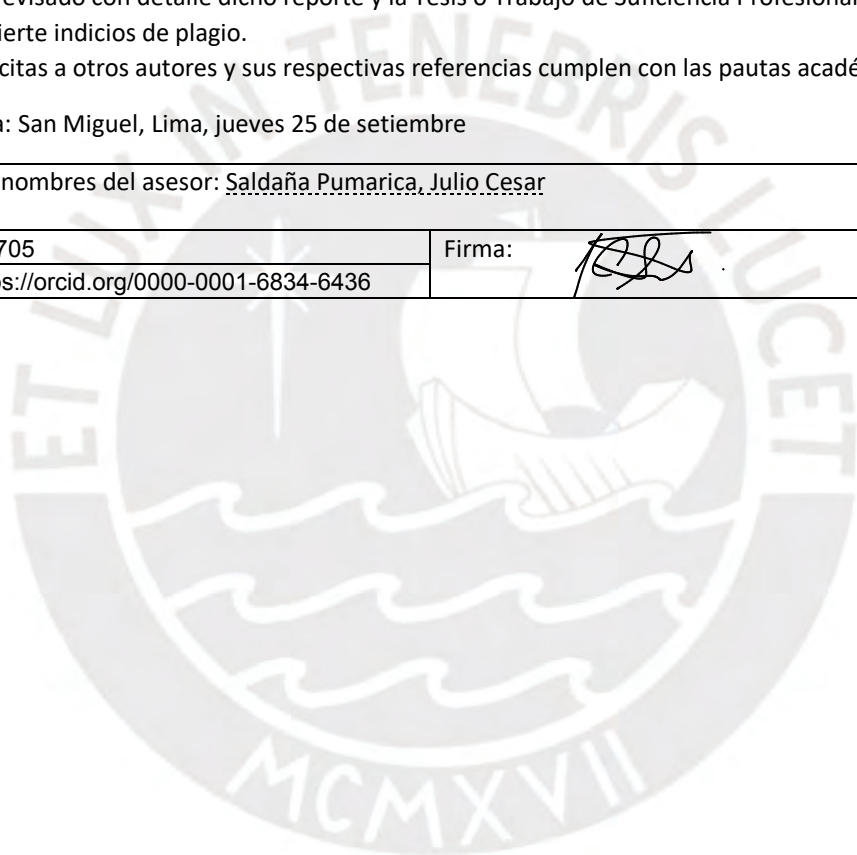 evisado con detalle dicho reporte y la Tesis o Trabajo de Suficiencia Profesional
ierte indicios de plagio.
citas a otros autores y sus respectivas referencias cumplen con las pautas acadé
: San Miguel, Lima, jueves 25 de setiembre
nombres del asesor: Saldaña Pumarica, Julio Cesar
705
Firma:
s://orcid.org/0000-0001-6834-6436
ET LUX IN TENEBRIS LUCET
MCMXVII